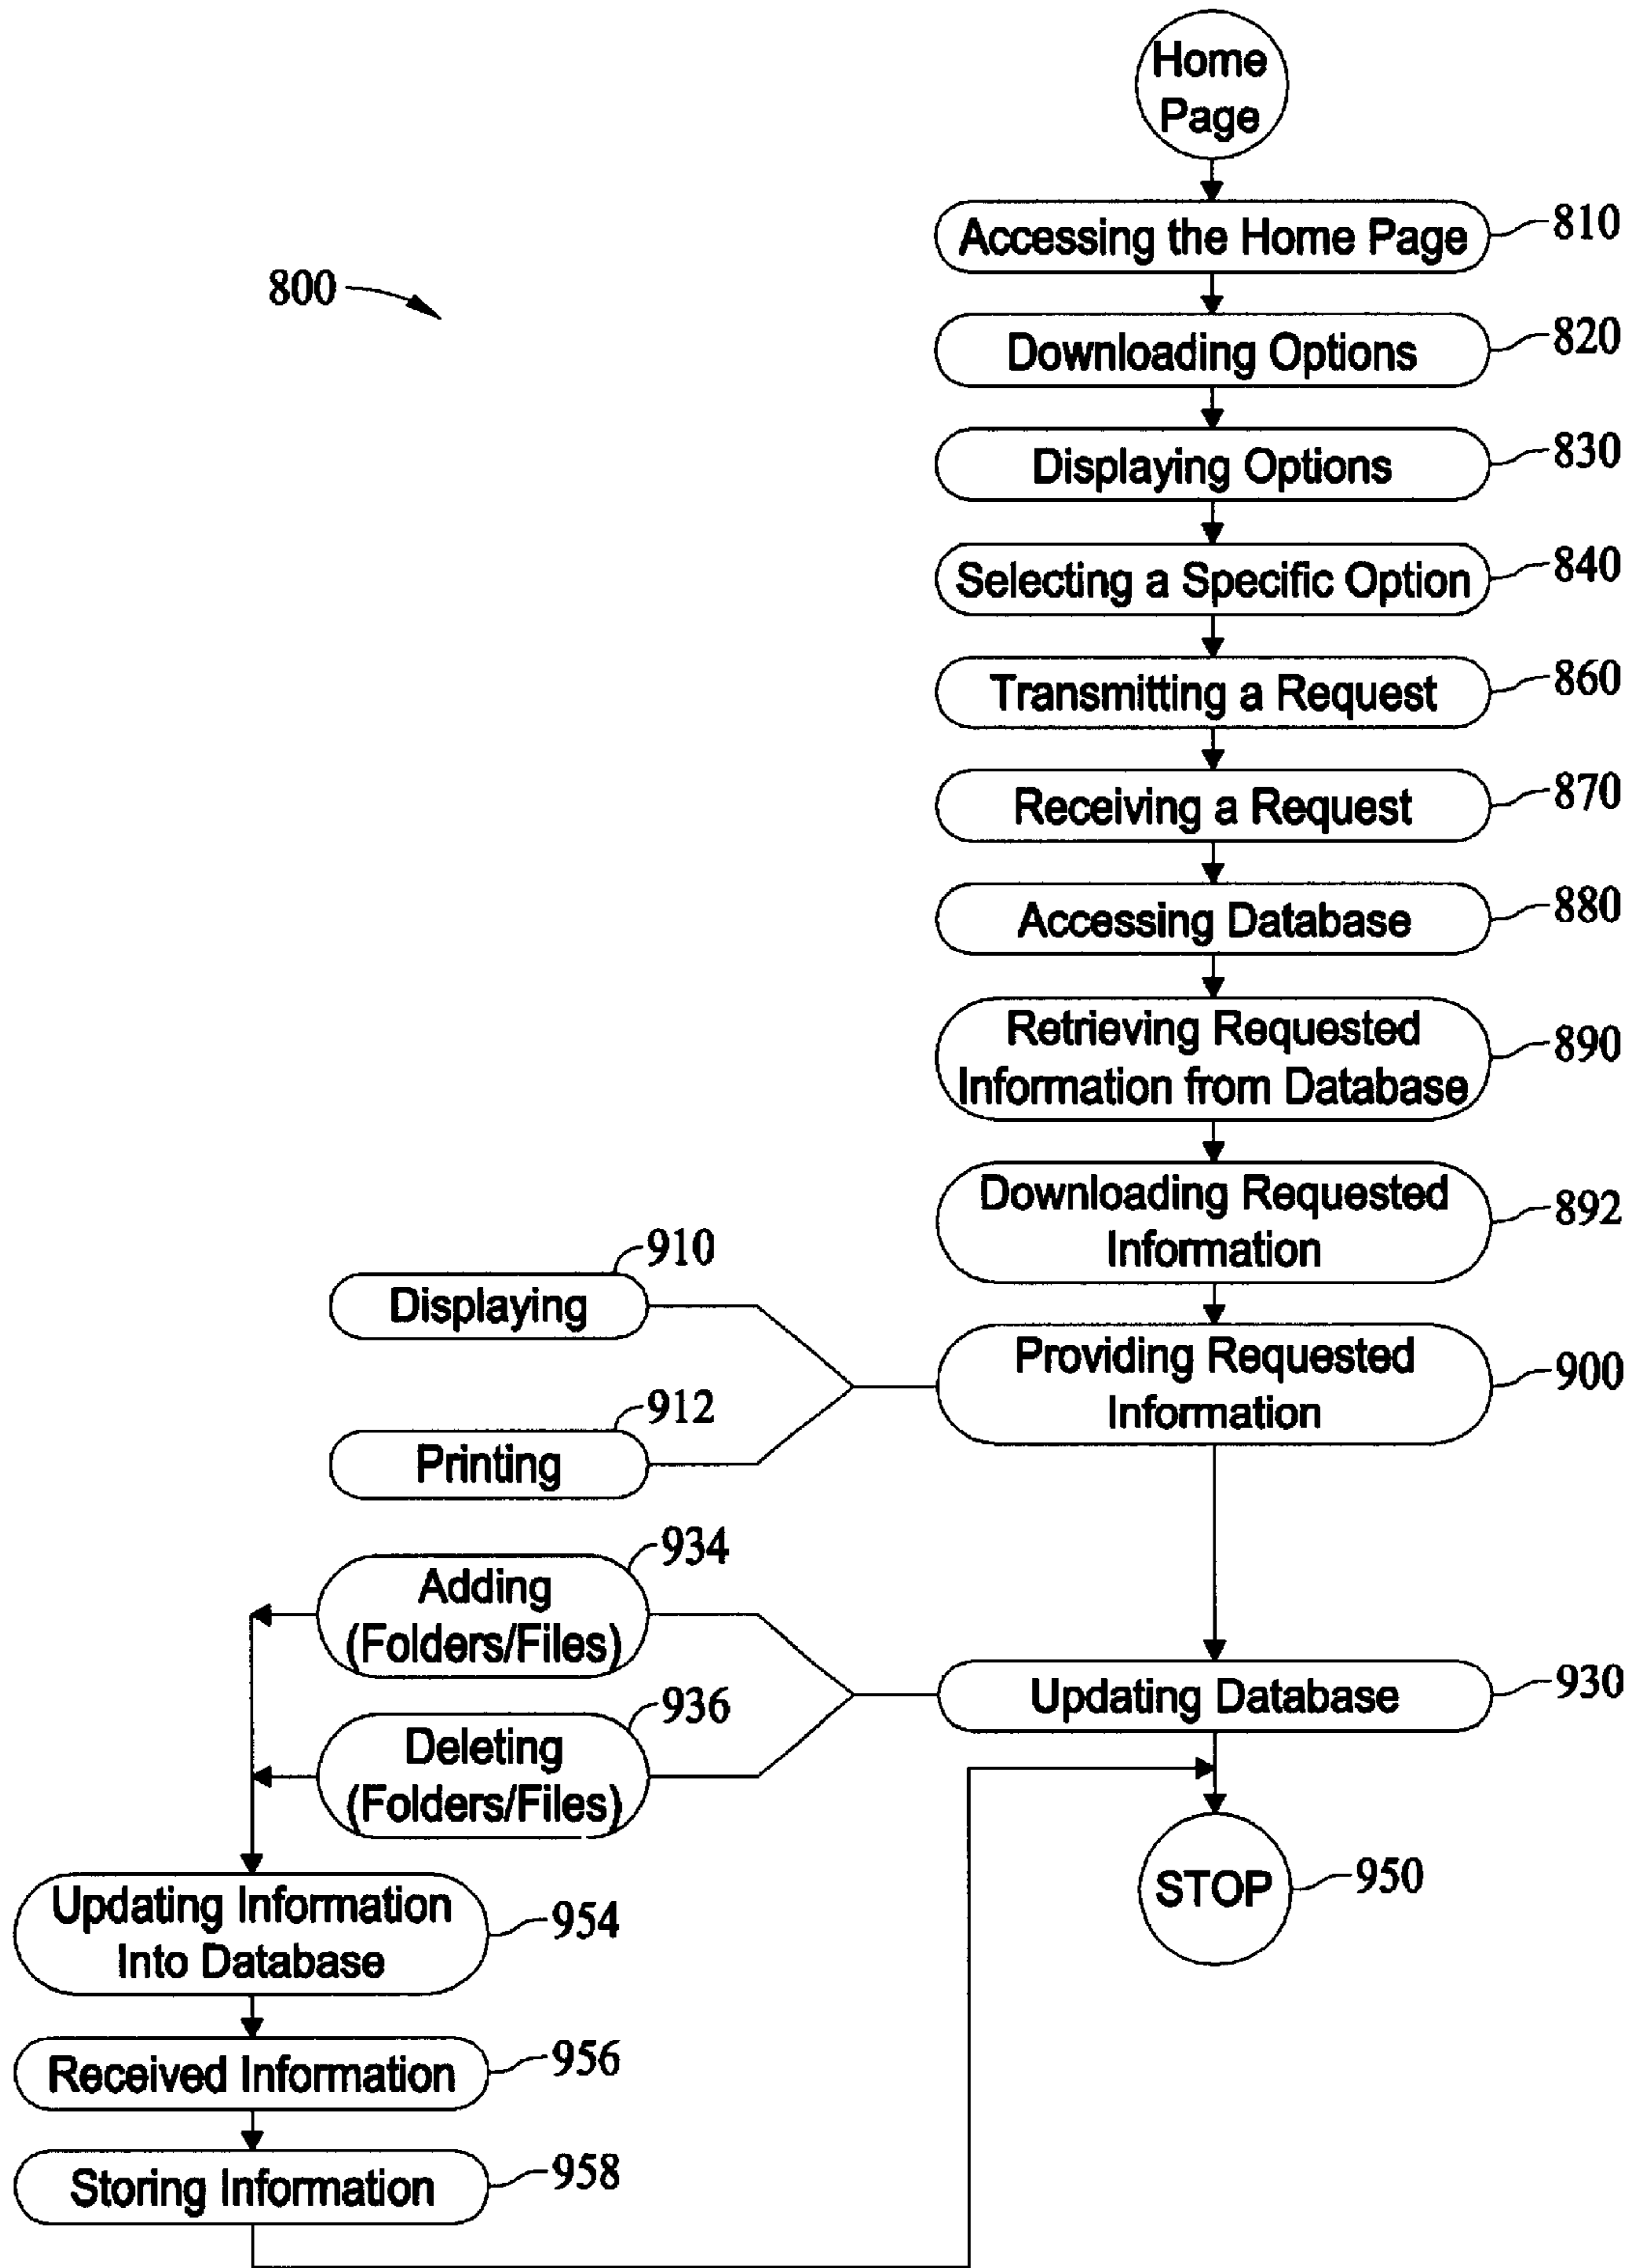 Home
Page
Accessing the Home Page
810
800
Downloading Options
820
Displaying Options
830
Selecting a Specific Option
840
Transmitting a Request
860
Receiving a Request
870
Accessing Database
880
Retrieving Requested
Information from Database
890
Downloading Requested
Information
892
910
Displaying
Providing Requested
Information
900
912
Printing
934
Adding
(Folders/Files)
Updating Database
930
936
Deleting
(Folders/Files)
STOP
950
Updating Information
Into Database
954
Received Information
956
Storing Information
958